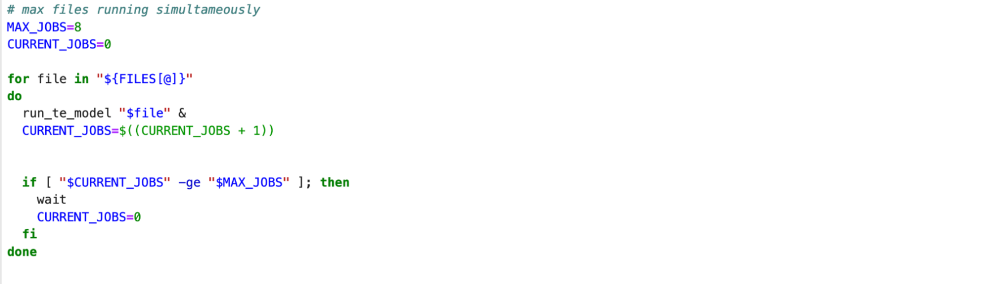 # max files running simultameously
MAX_JOBS=8
CURRENT_JOBS=0
for file in "${FILES[@]}"
do
run_te_model "$file" &
CURRENT_JOBS=$((CURRENT_JOBS + 1))
if [ "$CURRENT_JOBS" -ge "$MAX_JOBS" ]; then
wait
CURRENT_JOBS=0
fi
done